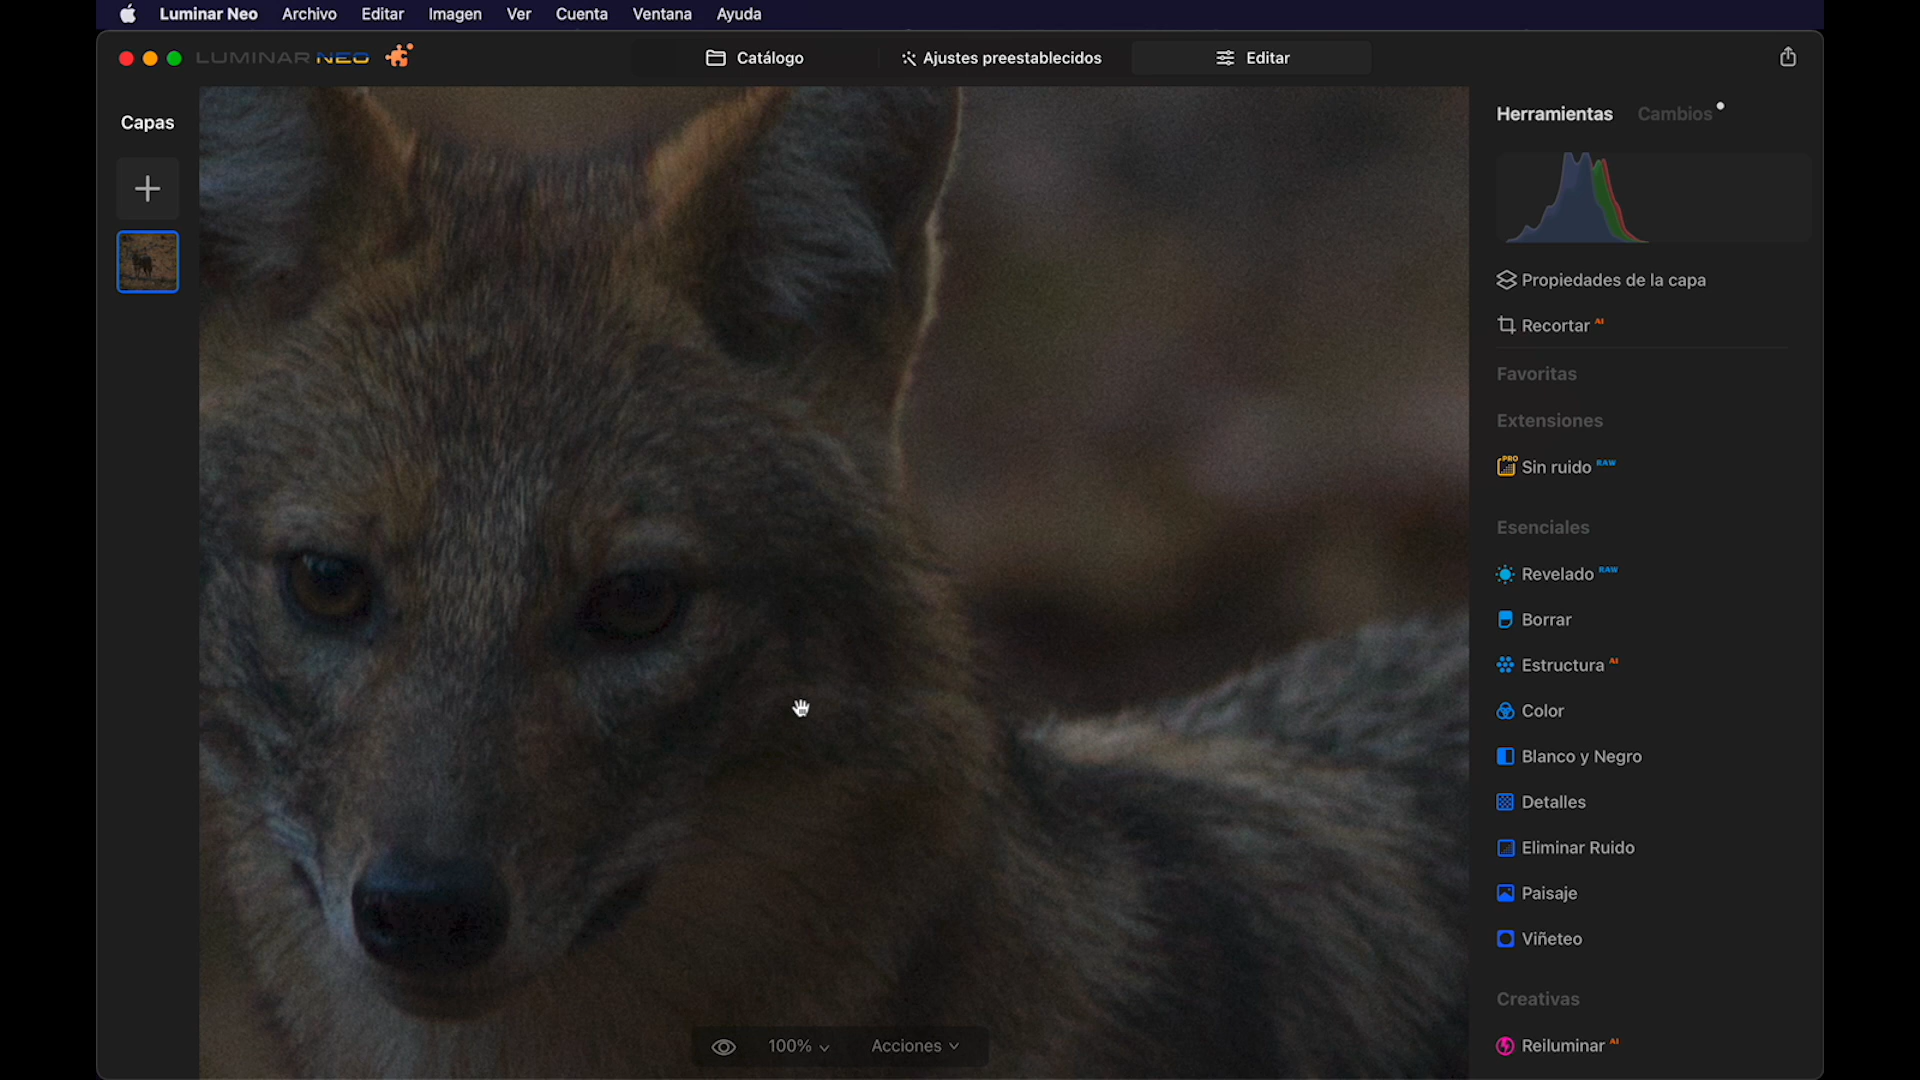 Luminar Neo Archivo Editar Imagen Ver Cuenta Ventana Ayuda
LUMINAR NEO
Catálogo
Ajustes preestablecidos
Editar
Capas
Herramientas Cambios
Propiedades de la capa
Recortar AI
Favoritas
Extensiones
PRO Sin ruido RAW
Esenciales
Revelado RAW
Borrar
Estructura AI
Color
Blanco y Negro
Detalles
Eliminar Ruido
Paisaje
Viñeteo
Creativas
Reiluminar AI
100% Acciones